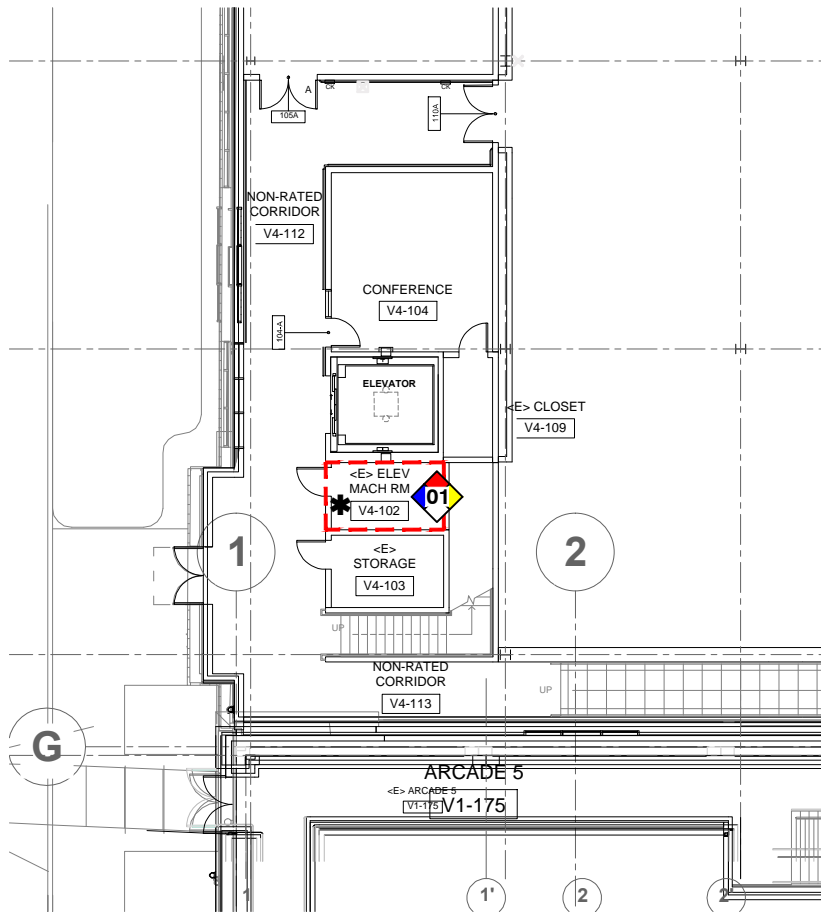 A
CK
CK
105A
110A
NON-RATED
CORRIDOR
V4-112
CONFERENCE
V4-104
104-A
ELEVATOR
<E> CLOSET
V4-109
<E> ELEV
MACH RM
V4-102
01
*
<E>
STORAGE
V4-103
1
2
UP
NON-RATED
CORRIDOR
V4-113
UP
G
ARCADE 5
<E> ARCADE 5
V1-175
V1-175
1
1'
2
2